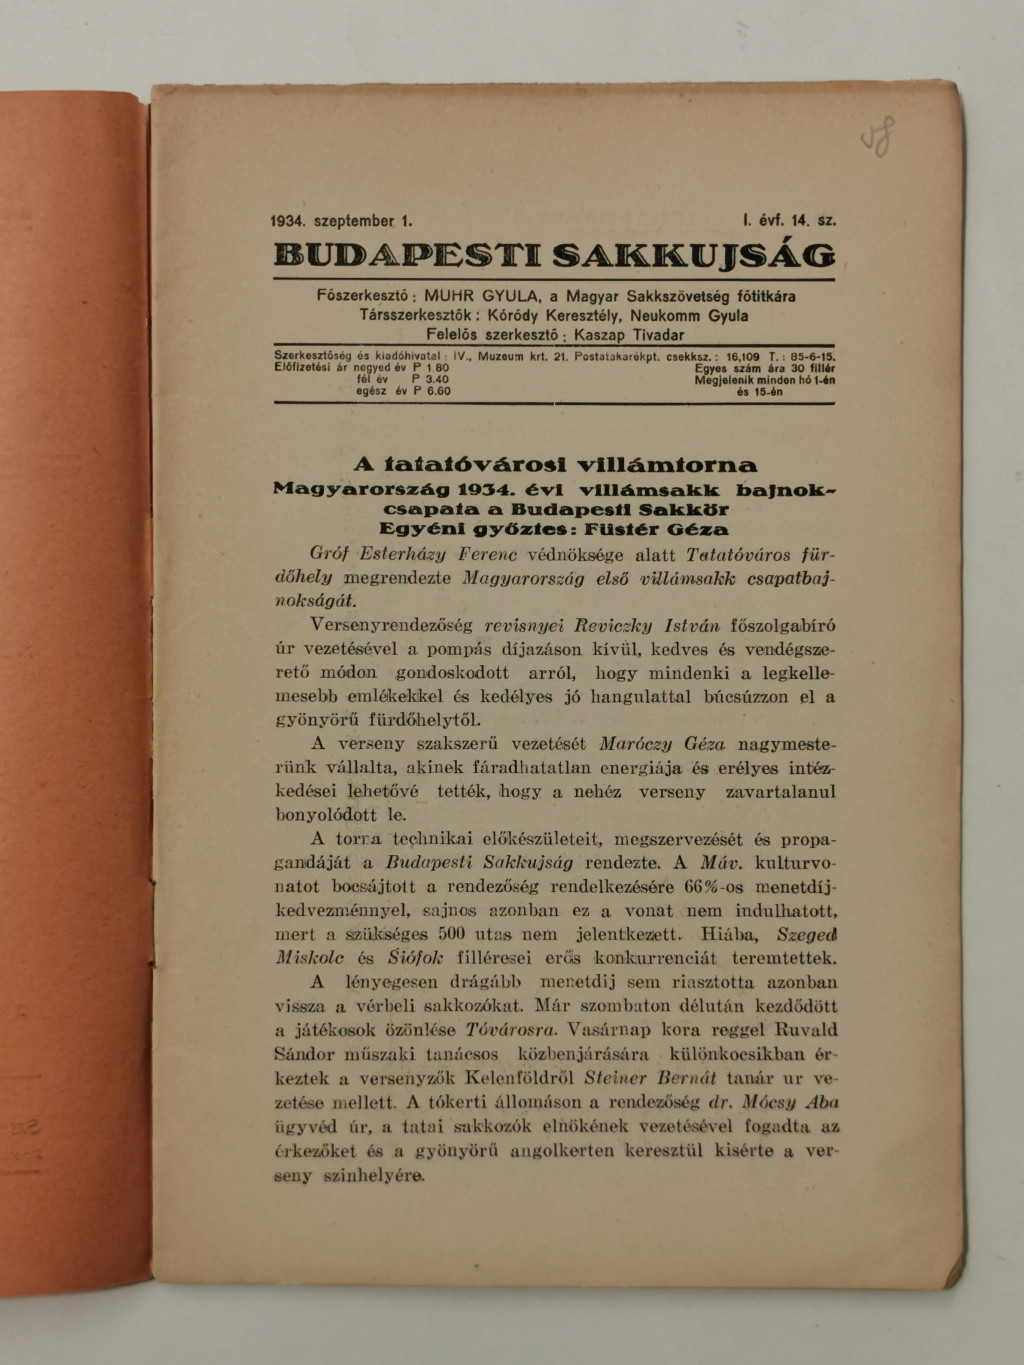 1934. szeptember 1.
I. évf. 14. sz.
BUDAPESTI SAKKUJSÁG
Főszerkesztő: MUHR GYULA, a Magyar Sakkszövetség főtitkára
Társszerkesztők: Kóródy Keresztély, Neukomm Gyula
Felelős szerkesztő: Kaszap Tivadar
Szerkesztőség és kiadóhivatal: IV., Muzeum krt. 21. Postatakarékpt. csekksz.: 16,109 T.: 85-6-15.
Előfizetési ár negyed év P 1.80
fél év P 3.40
egész év P 6.60
Egyes szám ára 30 fillér
Megjelenik minden hó 1-én
és 15-én
A tatatóvárosi villámtorna
Magyarország 1934. évi villámsakk bajnok-
csapata a Budapesti Sakkör
Egyéni győztes: Füstér Géza
Gróf Esterházy Ferenc védnöksége alatt Tatatóváros für-
dőhely megrendezte Magyarország első villámsakk csapatbaj-
nokságát.
Versenyrendezőség revisnyei Reviczky István főszolgabíró
úr vezetésével a pompás díjazáson kívül, kedves és vendégsze-
rető módon gondoskodott arról, hogy mindenki a legkelle-
mesebb emlékekkel és kedélyes jó hangulattal búcsúzzon el a
gyönyörű fürdőhelytől.
A verseny szakszerű vezetését Maróczy Géza nagymeste-
rünk vállalta, akinek fáradhatatlan energiája és erélyes intéz-
kedései lehetővé tették, hogy a nehéz verseny zavartalanul
bonyolódott le.
A torna technikai előkészületeit, megszervezését és propa-
gandáját a Budapesti Sakkujság rendezte. A Máv. kulturvo-
natot bocsájtott a rendezőség rendelkezésére 66%-os menetdíj-
kedvezménnyel, sajnos azonban ez a vonat nem indulhatott,
mert a szükséges 500 utas nem jelentkezett. Hiába, Szeged
Miskolc és Siófok filléresei erős konkurrenciát teremtettek.
A lényegesen drágább menetdij sem riasztotta azonban
vissza a vérbeli sakkozókat. Már szombaton délután kezdődött
a játékosok özönlése Tóvárosra. Vasárnap kora reggel Ruvald
Sándor műszaki tanácsos közbenjárására különkocsikban ér-
keztek a versenyzők Kelenföldről Steiner Bernát tanár ur ve-
zetése mellett. A tókerti állomáson a rendezőség dr. Mócsy Aba
ügyvéd úr, a tatai sakkozók elnökének vezetésével fogadta az
érkezőket és a gyönyörű angolkerten keresztül kisérte a ver-
seny szinhelyére.